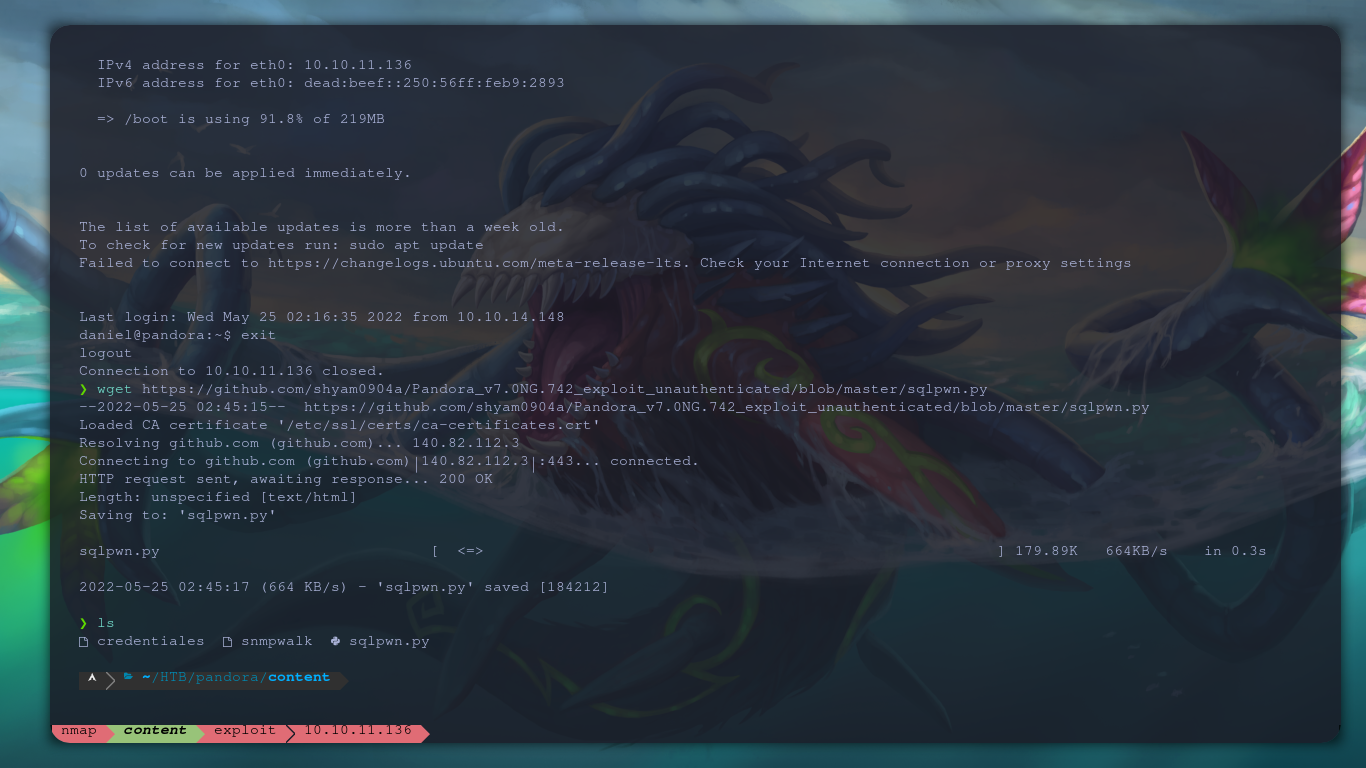 IPv4 address for eth0: 10.10.11.136
IPv6 address for eth0: dead:beef::250:56ff:feb9:2893
=> /boot is using 91.8% of 219MB
0 updates can be applied immediately.
The list of available updates is more than a week old.
To check for new updates run: sudo apt update
Failed to connect to https://changelogs.ubuntu.com/meta-release-lts. Check your Internet connection or proxy settings
Last login: Wed May 25 02:16:35 2022 from 10.10.14.148
daniel@pandora:~$ exit
logout
Connection to 10.10.11.136 closed.
❯ wget https://github.com/shyam0904a/Pandora_v7.0NG.742_exploit_unauthenticated/blob/master/sqlpwn.py
--2022-05-25 02:45:15--  https://github.com/shyam0904a/Pandora_v7.0NG.742_exploit_unauthenticated/blob/master/sqlpwn.py
Loaded CA certificate '/etc/ssl/certs/ca-certificates.crt'
Resolving github.com (github.com)... 140.82.112.3
Connecting to github.com (github.com)|140.82.112.3|:443... connected.
HTTP request sent, awaiting response... 200 OK
Length: unspecified [text/html]
Saving to: 'sqlpwn.py'
sqlpwn.py [ <=> ] 179.89K 664KB/s in 0.3s
2022-05-25 02:45:17 (664 KB/s) - 'sqlpwn.py' saved [184212]
❯ ls
credentiales snmpwalk sqlpwn.py
~/HTB/pandora/content
nmap content exploit 10.10.11.136